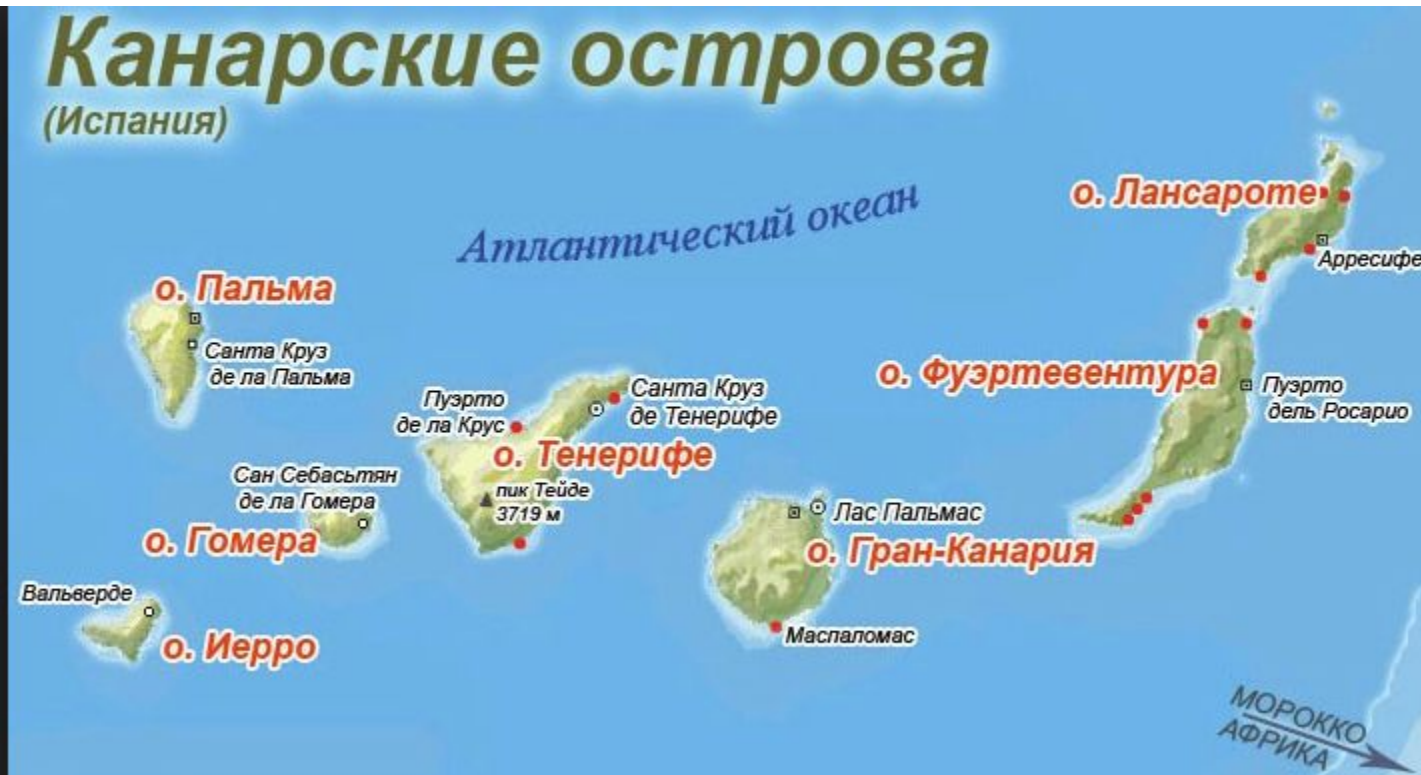 Канарские острова
(Испания)
Атлантический океан
о. Лансароте
Арресифе
о. Пальма
Санта Круз
де ла Пальма
о. Фуэртевентура
Пуэрто
дель Росарио
Пуэрто
де ла Крус
Санта Круз
де Тенерифе
о. Тенерифе
пик Тейде
3719 м
Сан Себасьтян
де ла Гомера
о. Гомера
Лас Пальмас
о. Гран-Канария
Маспаломас
Вальверде
о. Иерро
МОРОККО
АФРИКА